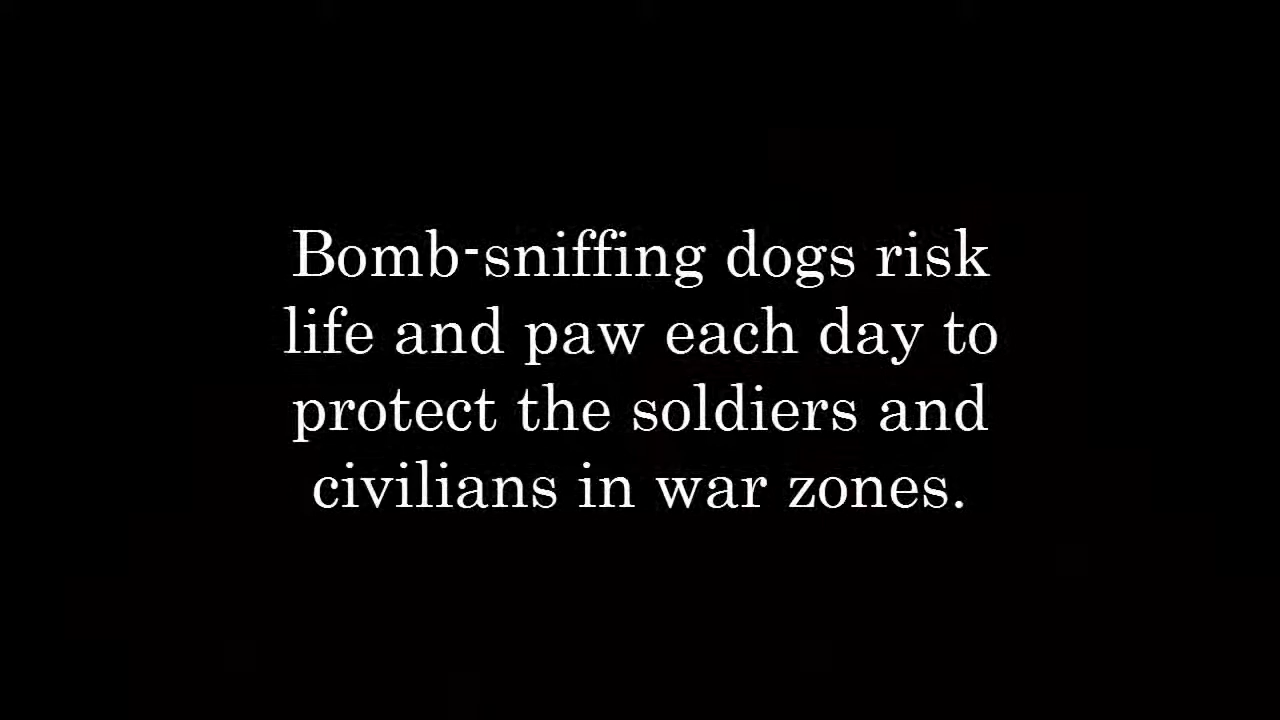 Bomb-sniffing dogs risk
life and paw each day to
protect the soldiers and
civilians in war zones.